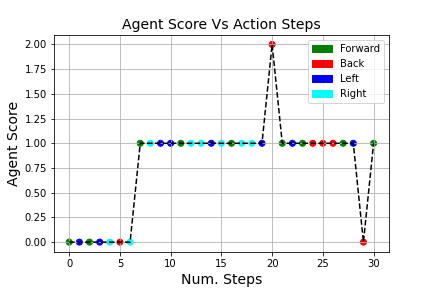 Agent Score Vs Action Steps
Agent Score
2.00
1.75
1.50
1.25
1.00
0.75
0.50
0.25
0.00
Forward
Back
Left
Right
0 5 10 15 20 25 30
Num. Steps